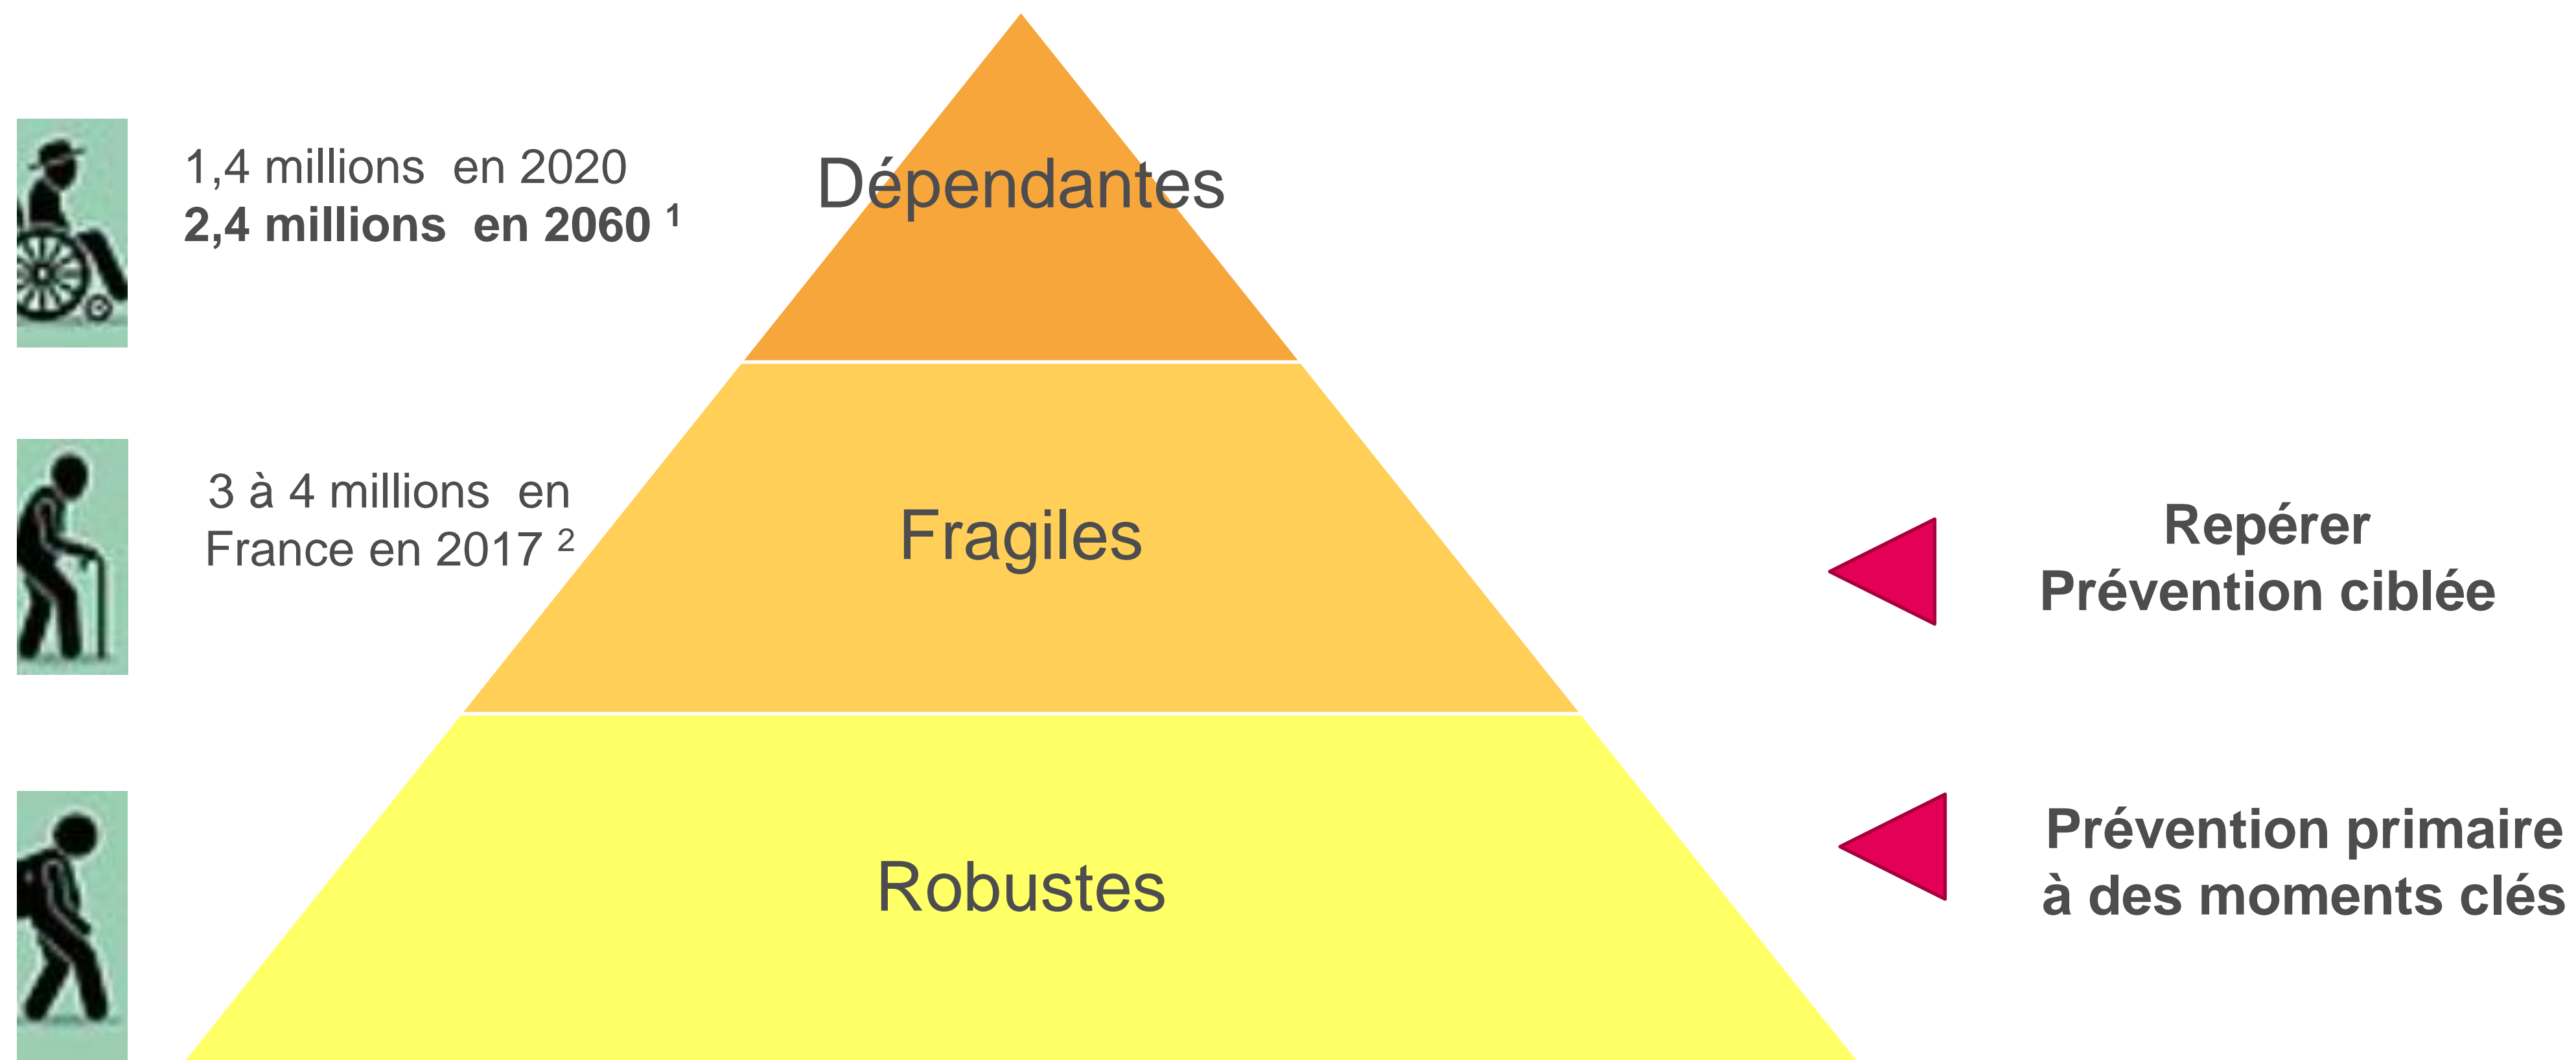 1,4 millions en 2020
2,4 millions en 2060 ¹
Dépendantes
3 à 4 millions en
France en 2017 ²
Fragiles
Repérer
Prévention ciblée
Robustes
Prévention primaire
à des moments clés